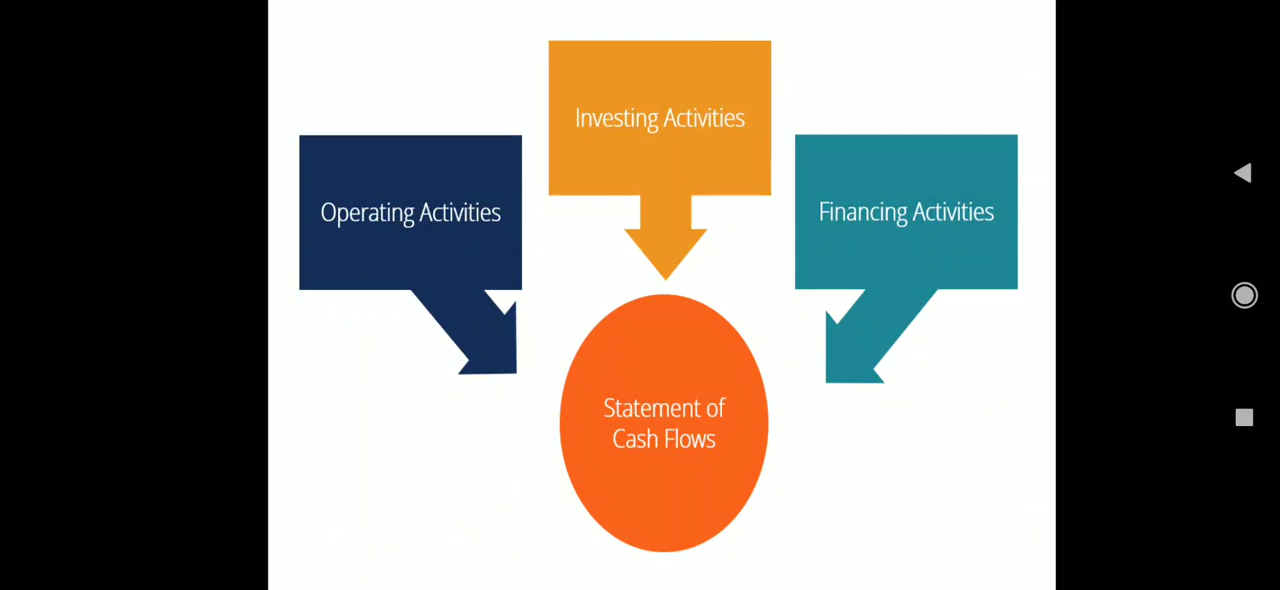 Investing Activities
Operating Activities
Financing Activities
Statement of
Cash Flows